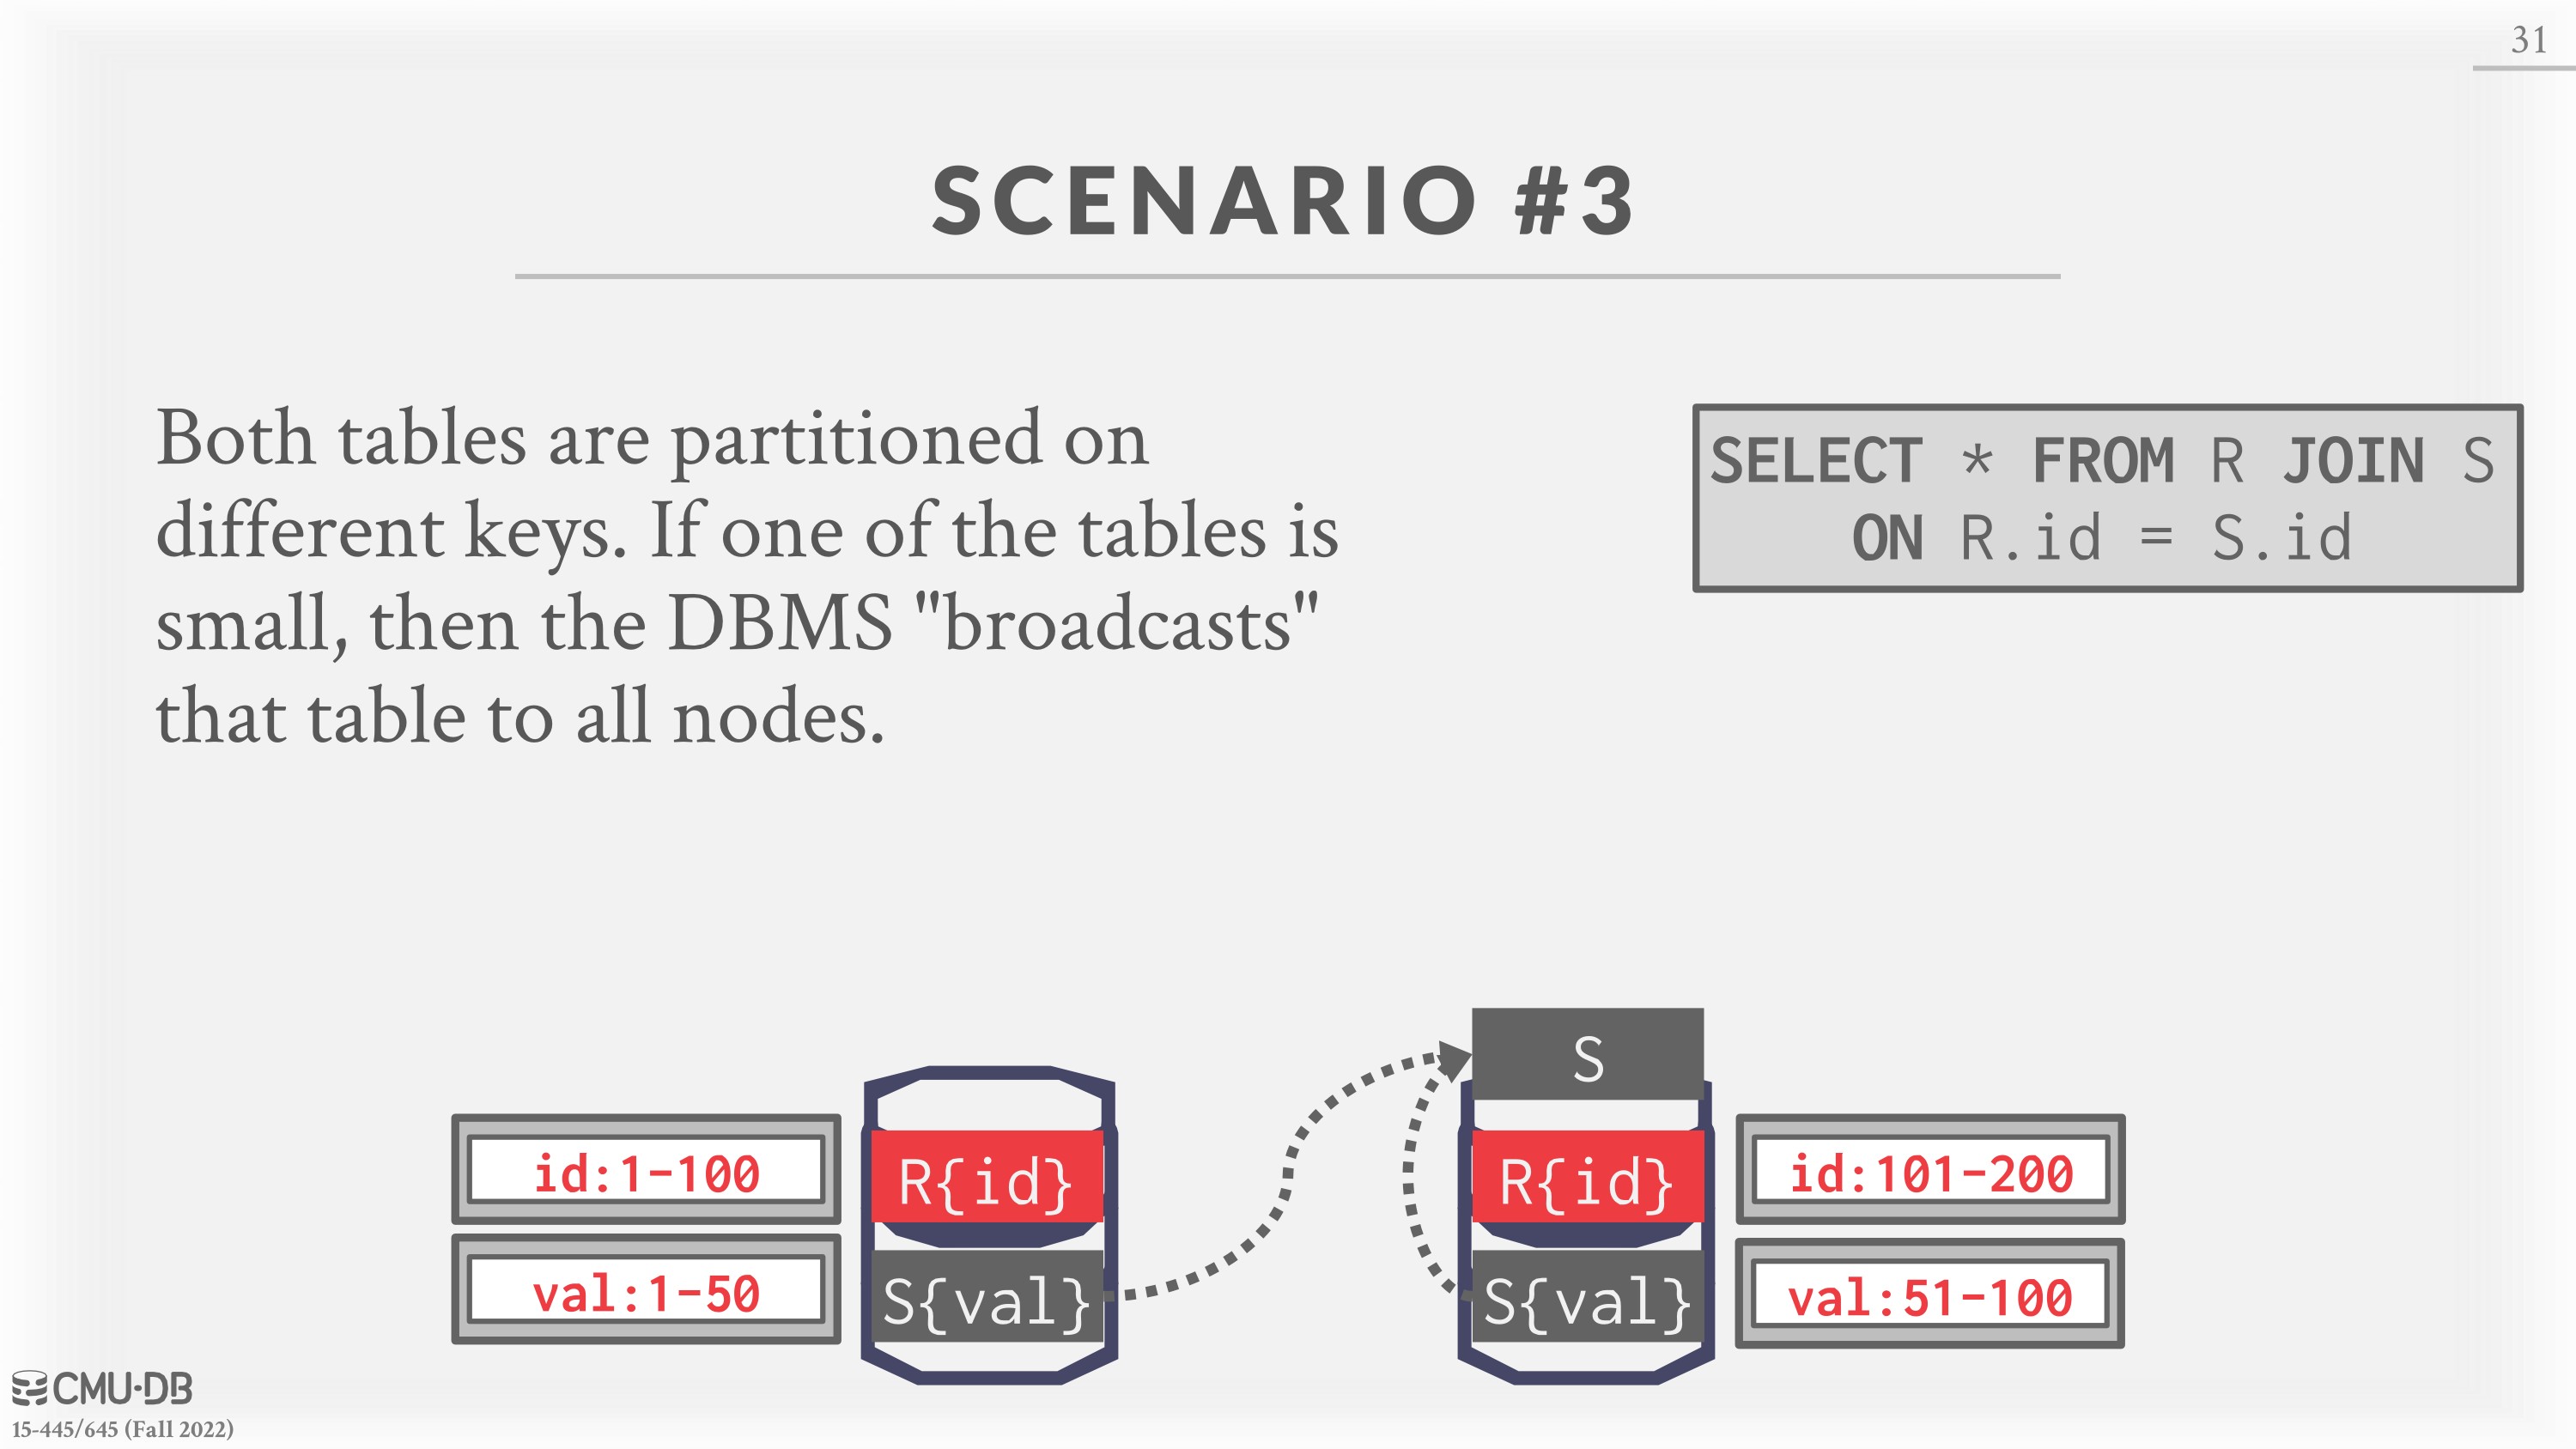 31
SCENARIO #3
Both tables are partitioned on
different keys. If one of the tables is
small, then the DBMS "broadcasts"
that table to all nodes.
SELECT * FROM R JOIN S
ON R.id = S.id
S
id:1-100
R{id}
R{id}
id:101-200
val:1-50
S{val}
S{val}
val:51-100
CMU·DB
15-445/645 (Fall 2022)